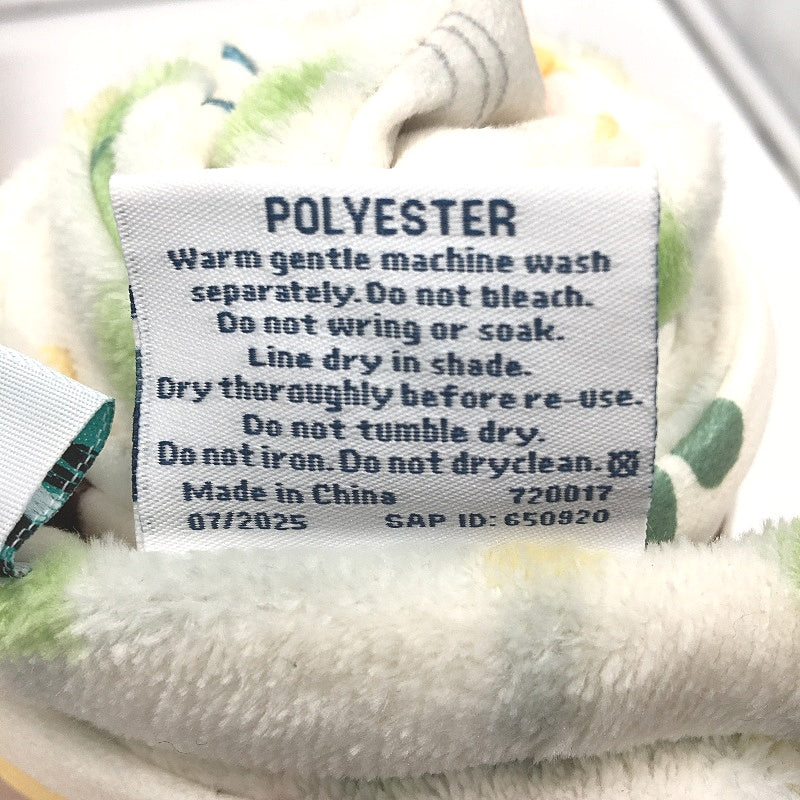 POLYESTER
Warm gentle machine wash
separately. Do not bleach.
Do not wring or soak.
Line dry in shade.
Dry thoroughly before re-use.
Do not tumble dry.
Do not iron. Do not dryclean.
Made in China 720017
07/2025 SAP ID: 650920